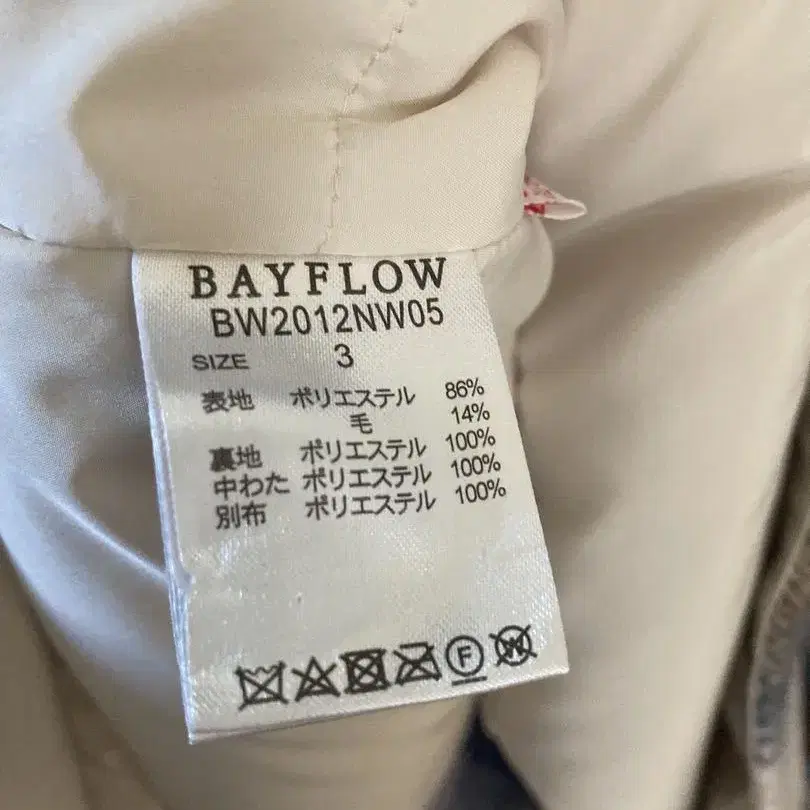 BAYFLOW
BW2012NW05
SIZE 3
表地 ポリエステル 86%
毛 14%
裏地 ポリエステル 100%
中わた ポリエステル 100%
別布 ポリエステル 100%
F W